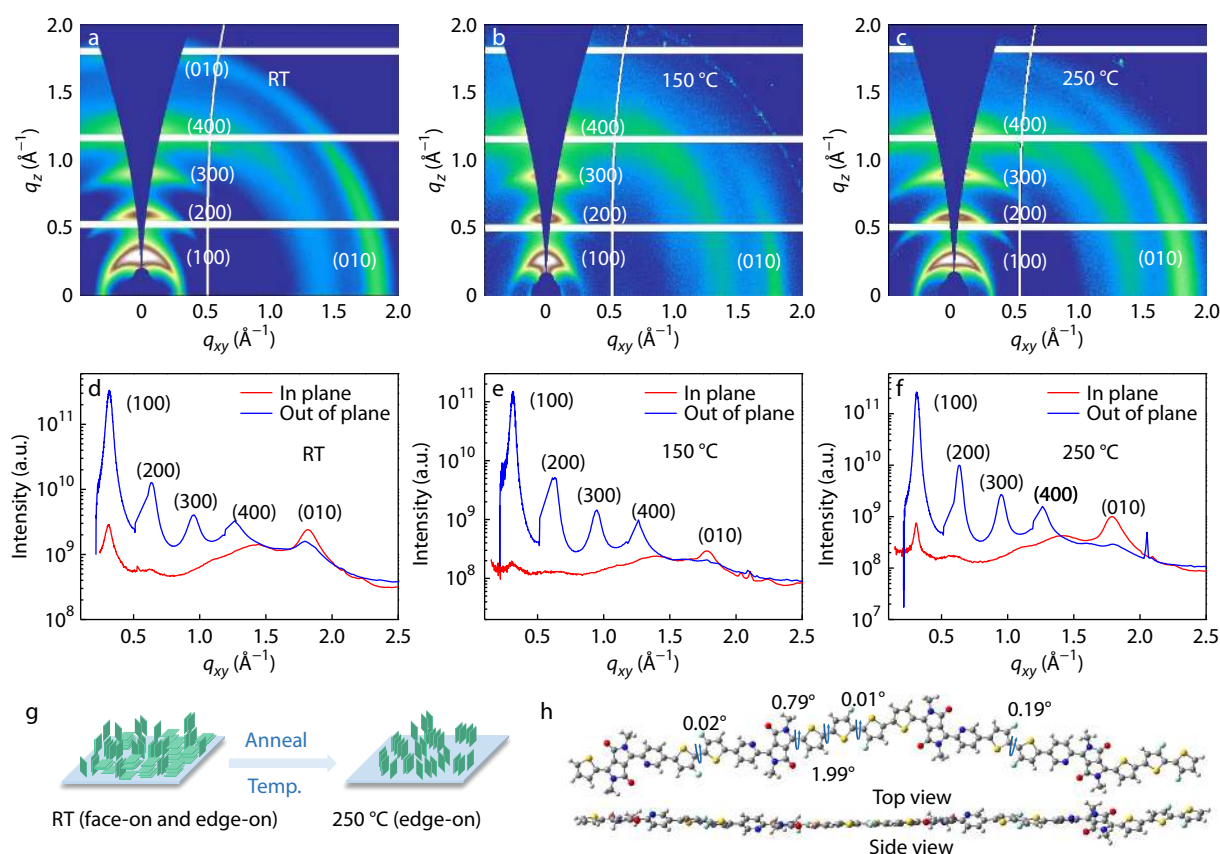 a
RT
(010)
(400)
(300)
(200)
(100)
(010)
2.0
1.5
1.0
0.5
0
qz (Å−1)
0
0.5
1.0
1.5
2.0
qxy (Å−1)
b
150 °C
(400)
(300)
(200)
(100)
(010)
2.0
1.5
1.0
0.5
0
qz (Å−1)
0
0.5
1.0
1.5
2.0
qxy (Å−1)
c
250 °C
(400)
(300)
(200)
(100)
(010)
2.0
1.5
1.0
0.5
0
qz (Å−1)
0
0.5
1.0
1.5
2.0
qxy (Å−1)
d
In plane
Out of plane
RT
(100)
(200)
(300)
(400)
(010)
10^11
10^10
10^9
10^8
Intensity (a.u.)
0.5
1.0
1.5
2.0
2.5
qxy (Å−1)
e
In plane
Out of plane
150 °C
(100)
(200)
(300)
(400)
(010)
10^11
10^10
10^9
10^8
Intensity (a.u.)
0.5
1.0
1.5
2.0
2.5
qxy (Å−1)
f
In plane
Out of plane
250 °C
(100)
(200)
(300)
(400)
(010)
10^11
10^10
10^9
10^8
10^7
Intensity (a.u.)
0.5
1.0
1.5
2.0
2.5
qxy (Å−1)
g
Anneal
Temp.
RT (face-on and edge-on)
250 °C (edge-on)
h
0.02°
0.79°
0.01°
0.19°
1.99°
Top view
Side view